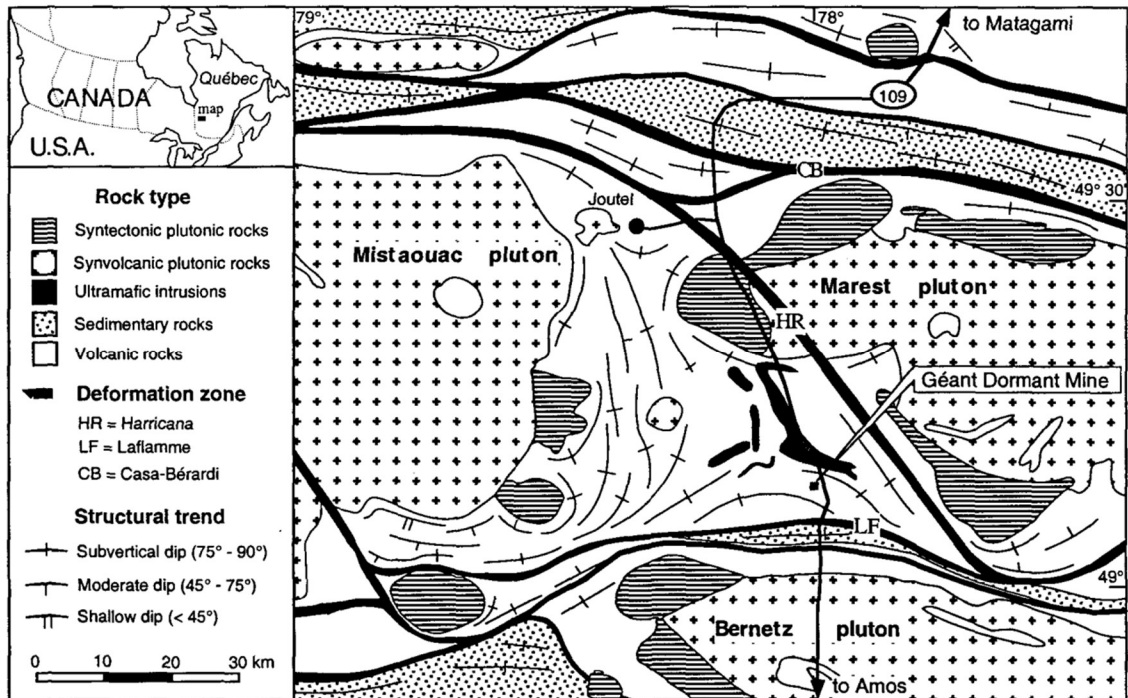 CANADA
Québec
map
U.S.A.
Rock type
Syntectonic plutonic rocks
Synvolcanic plutonic rocks
Ultramafic intrusions
Sedimentary rocks
Volcanic rocks
Deformation zone
HR = Harricana
LF = Laflamme
CB = Casa-Bérardi
Structural trend
Subvertical dip (75° - 90°)
Moderate dip (45° - 75°)
Shallow dip (< 45°)
0 10 20 30 km
79°
78°
to Matagami
109
CB
49° 30'
Joutel
Mistaouac pluton
Marest pluton
HR
Géant Dormant Mine
LF
49°
Bernetz pluton
to Amos